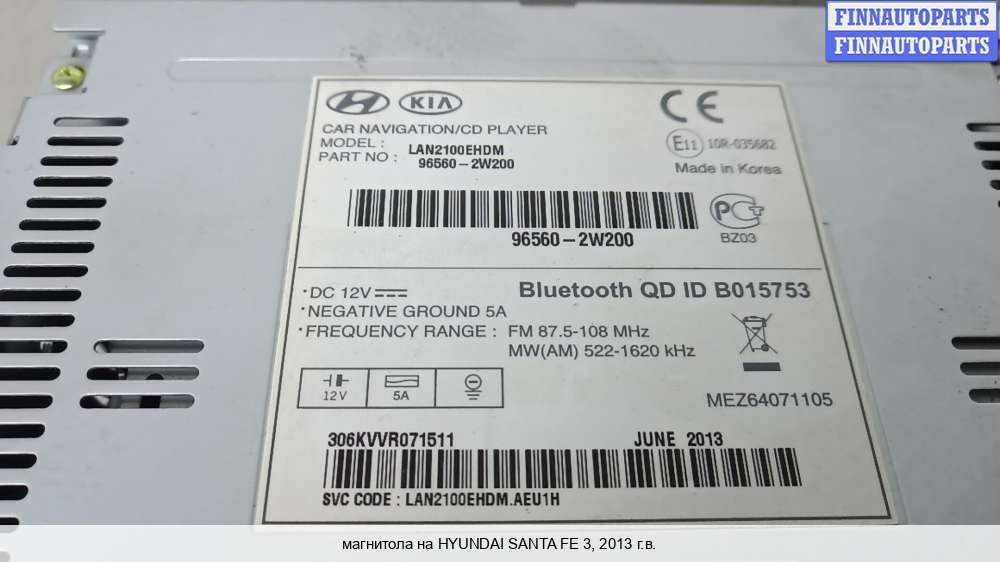 FINNAUTOPARTS
FINNAUTOPARTS
KIA
CE
CAR NAVIGATION/CD PLAYER
MODEL : LAN2100EHDM
PART NO : 96560-2W200
E11 10R-035682
Made in Korea
96560-2W200
PCT
BZ03
·DC 12V
·NEGATIVE GROUND 5A
·FREQUENCY RANGE : FM 87.5-108 MHz
MW(AM) 522-1620 kHz
Bluetooth QD ID B015753
12V
5A
MEZ64071105
306KVVR071511
JUNE 2013
SVC CODE : LAN2100EHDM.AEU1H
магнитола на HYUNDAI SANTA FE 3, 2013 г.в.